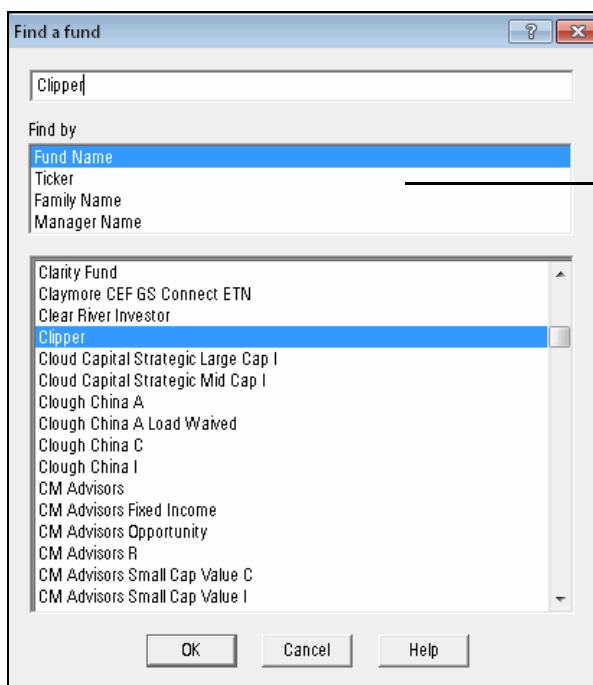 Find a fund
Clipper
Find by
Fund Name
Ticker
Family Name
Manager Name
Clarity Fund
Claymore CEF GS Connect ETN
Clear River Investor
Clipper
Cloud Capital Strategic Large Cap I
Cloud Capital Strategic Mid Cap I
Clough China A
Clough China A Load Waived
Clough China C
Clough China I
CM Advisors
CM Advisors Fixed Income
CM Advisors Opportunity
CM Advisors R
CM Advisors Small Cap Value C
CM Advisors Small Cap Value I
OK Cancel Help